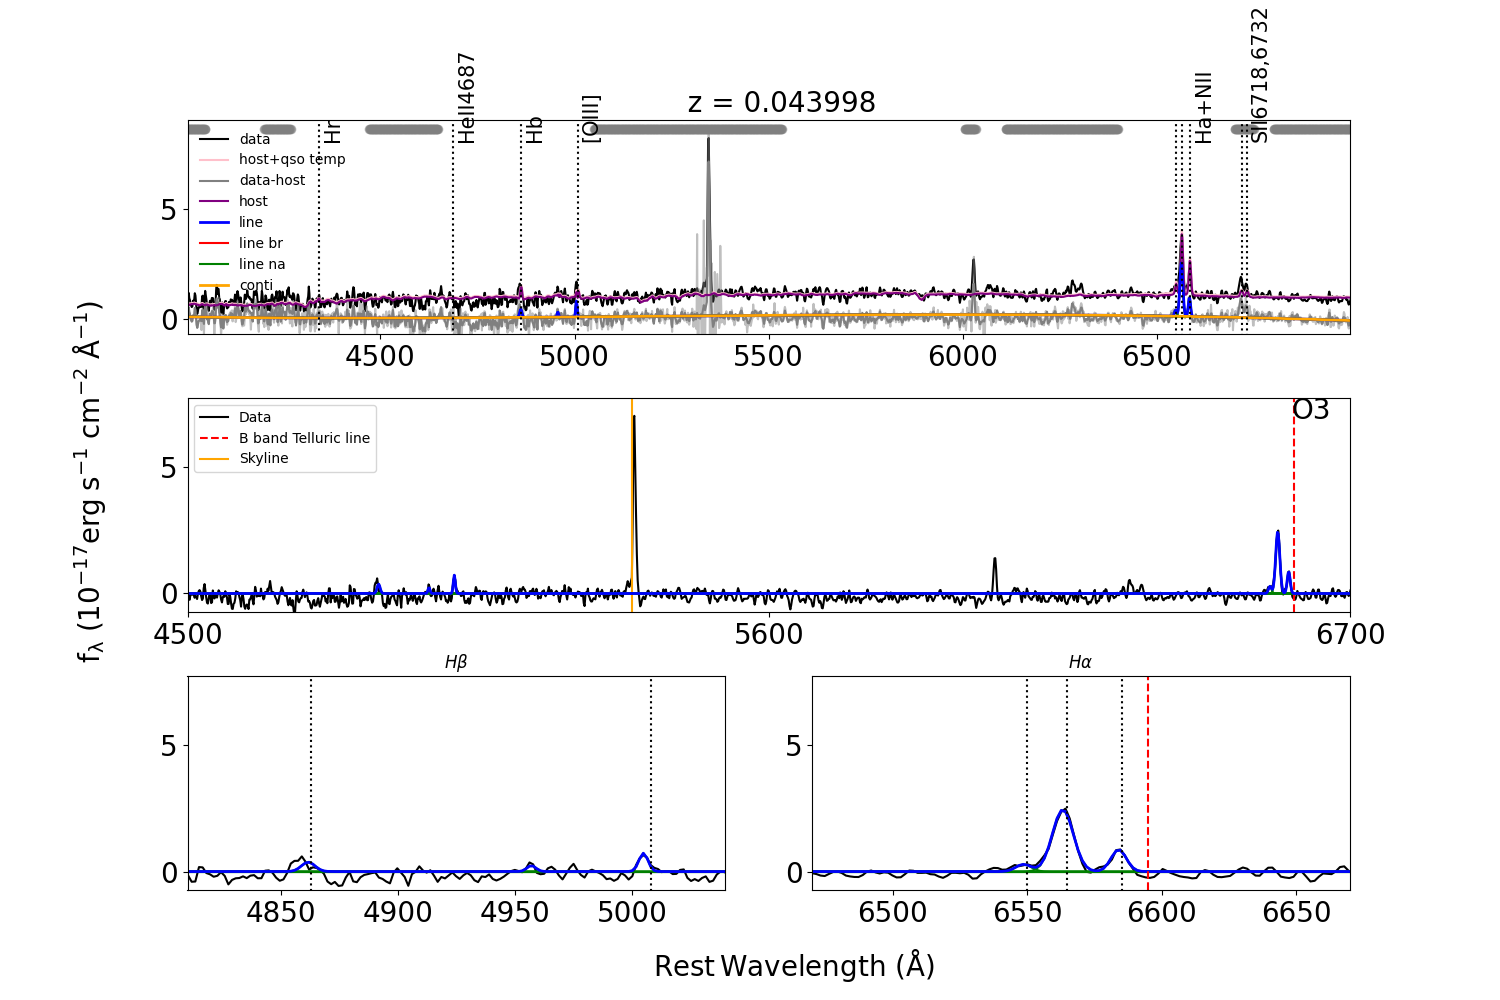 z = 0.043998
Hr
HeII4687
Hb
[OIII]
Ha+NII
SII6718,6732
data
host+qso temp
data-host
host
line
line br
line na
conti
5
0
4500
5000
5500
6000
6500
Data
B band Telluric line
Skyline
O3
5
0
4500
5600
6700
fλ (10⁻¹⁷erg s⁻¹ cm⁻² Å⁻¹)
Hβ
5
0
4850
4900
4950
5000
Hα
5
0
6500
6550
6600
6650
Rest Wavelength (Å)